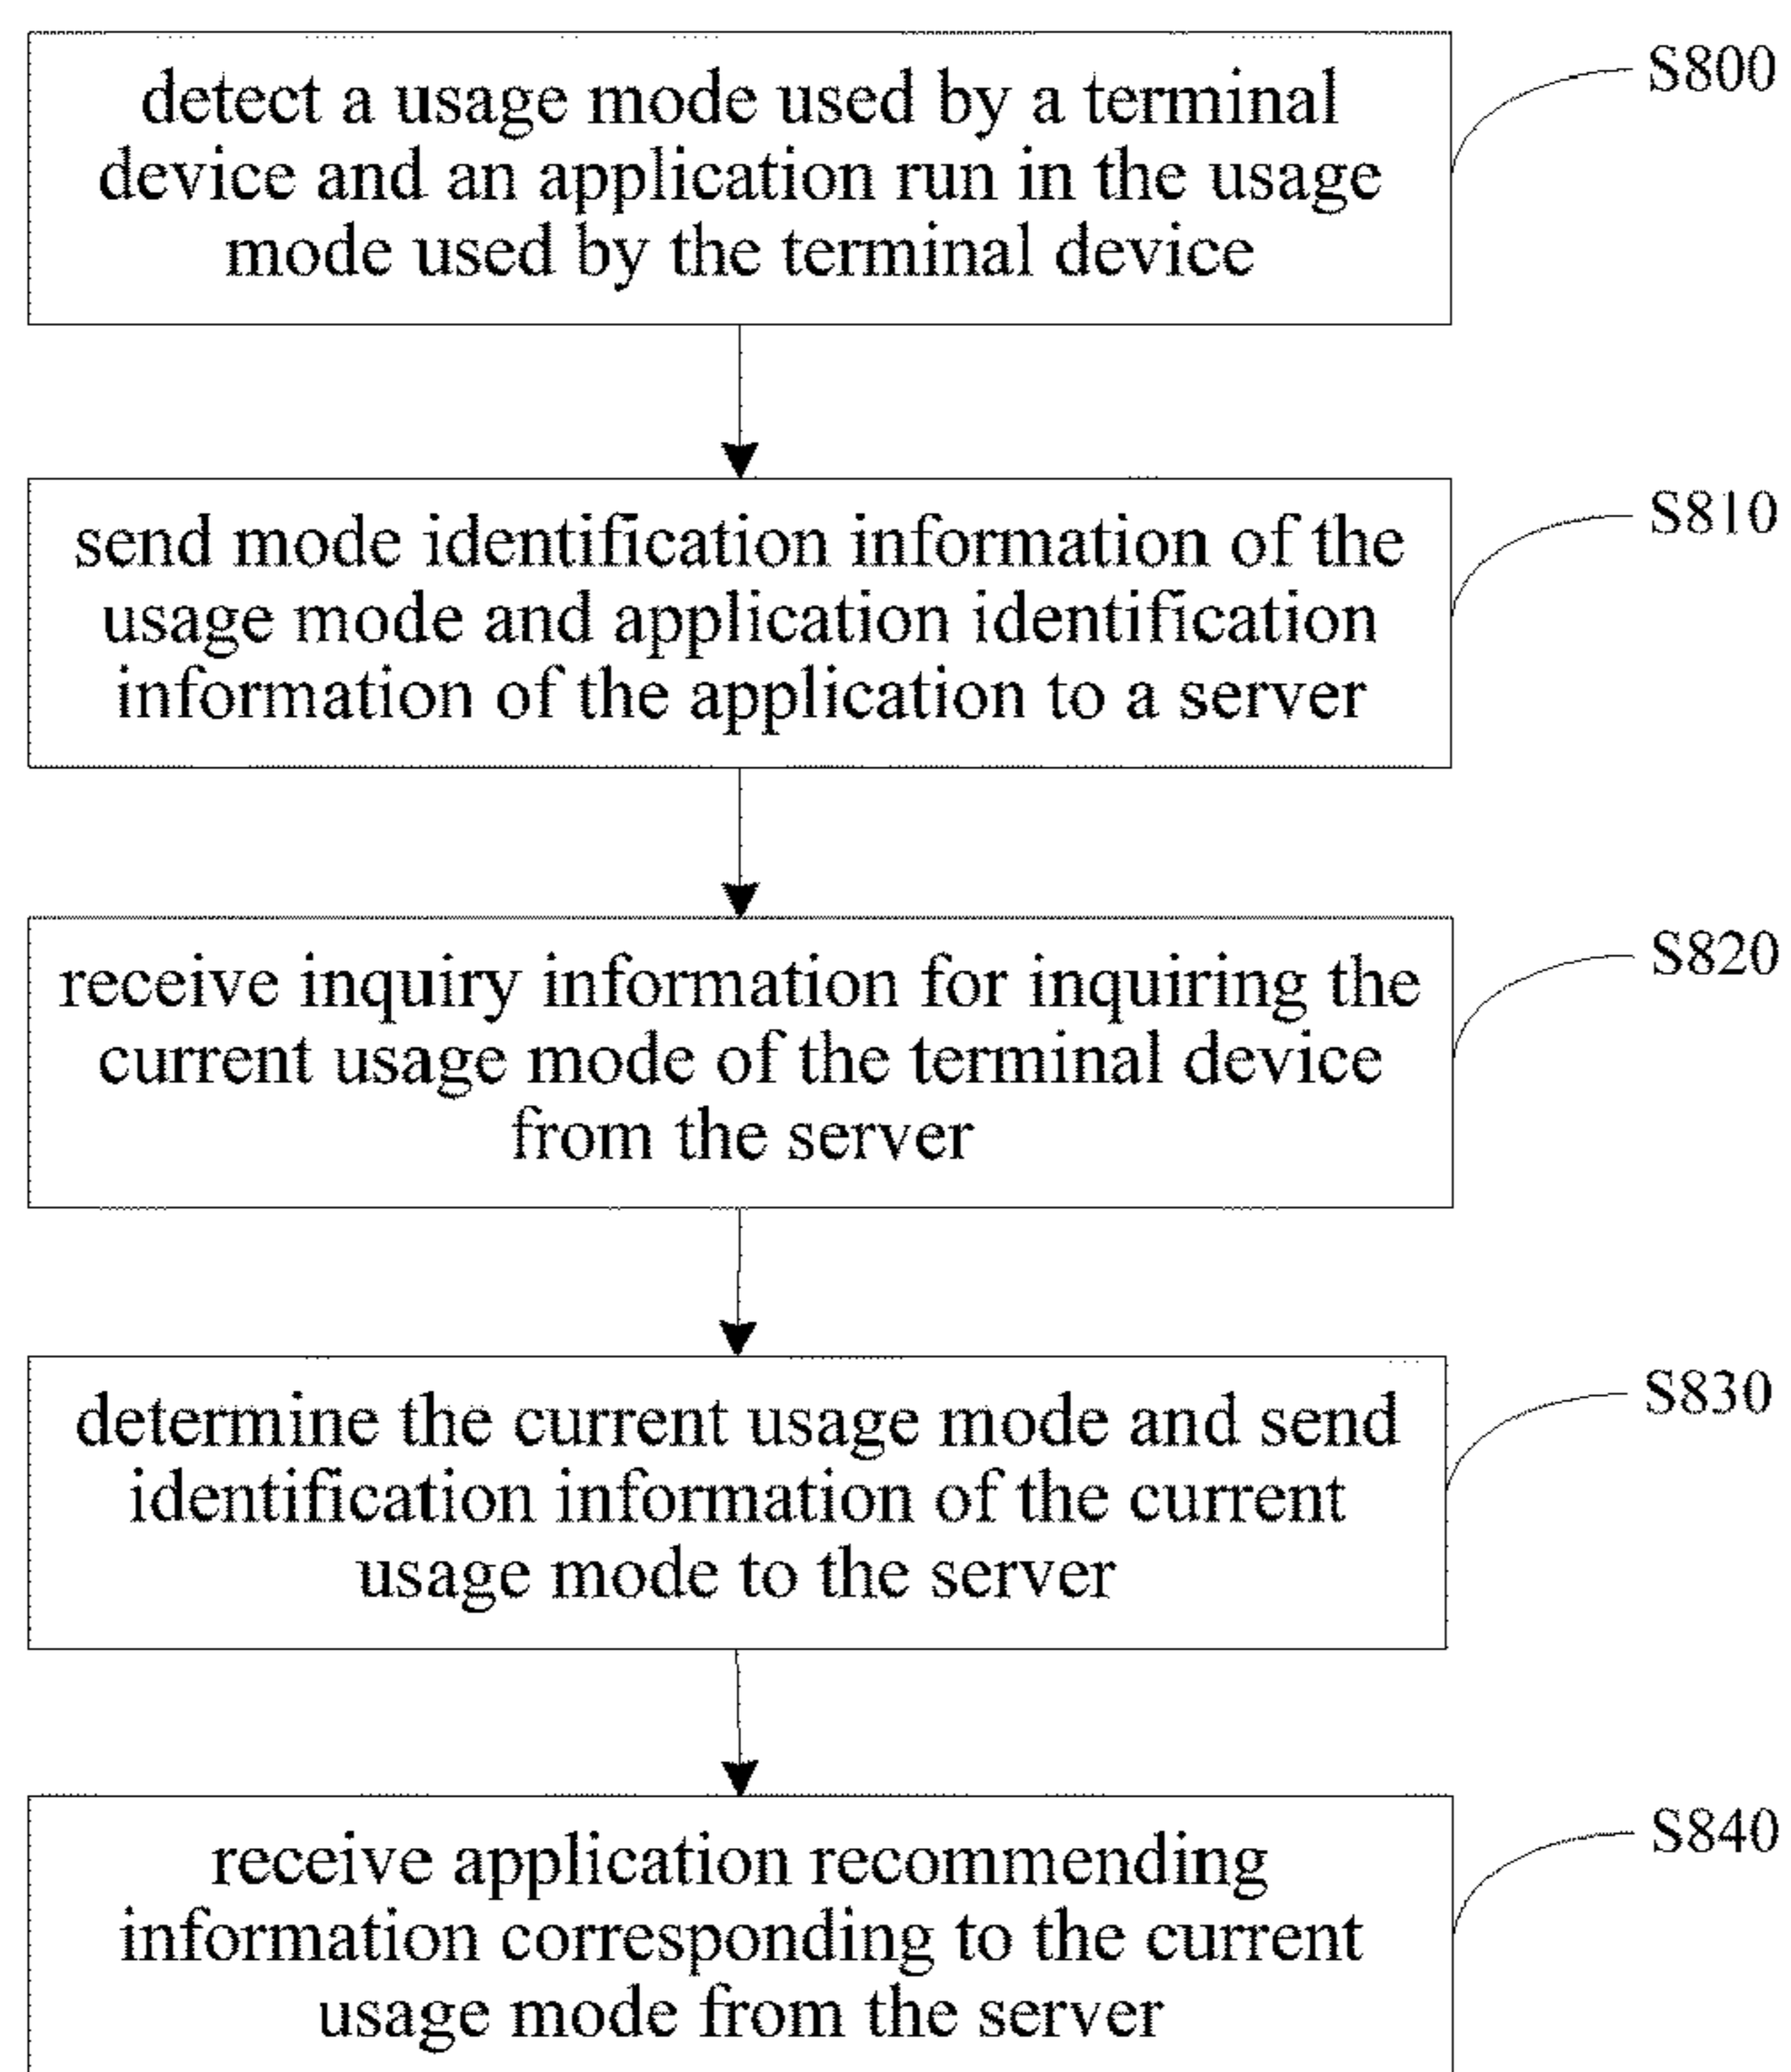 detect a usage mode used by a terminal
device and an application run in the usage
mode used by the terminal device
S800
send mode identification information of the
usage mode and application identification
information of the application to a server
S810
receive inquiry information for inquiring the
current usage mode of the terminal device
from the server
S820
determine the current usage mode and send
identification information of the current
usage mode to the server
S830
receive application recommending
information corresponding to the current
usage mode from the server
S840